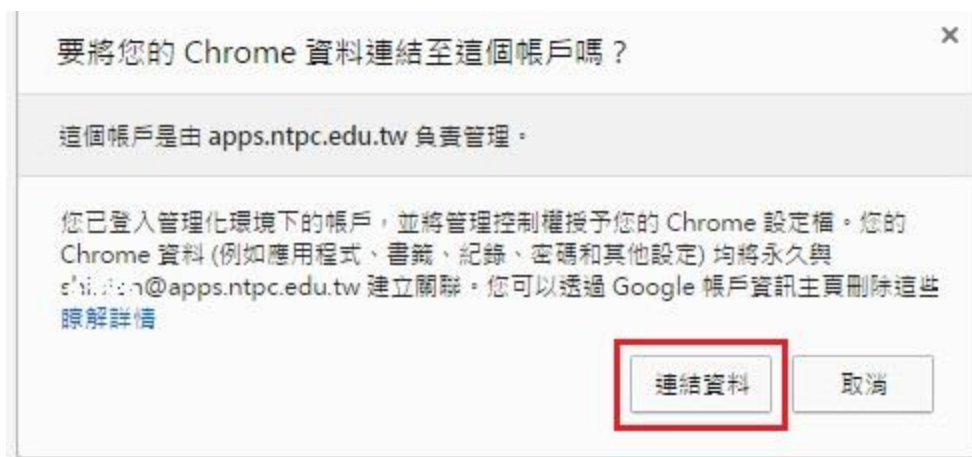 要將您的 Chrome 資料連結至這個帳戶嗎？
這個帳戶是由 apps.ntpc.edu.tw 負責管理。
您已登入管理化環境下的帳戶，並將管理控制權授予您的 Chrome 設定檔。您的
Chrome 資料 (例如應用程式、書籤、紀錄、密碼和其他設定) 均將永久與
@apps.ntpc.edu.tw 建立關聯。您可以透過 Google 帳戶資訊主頁刪除這些
瞭解詳情
連結資料 取消